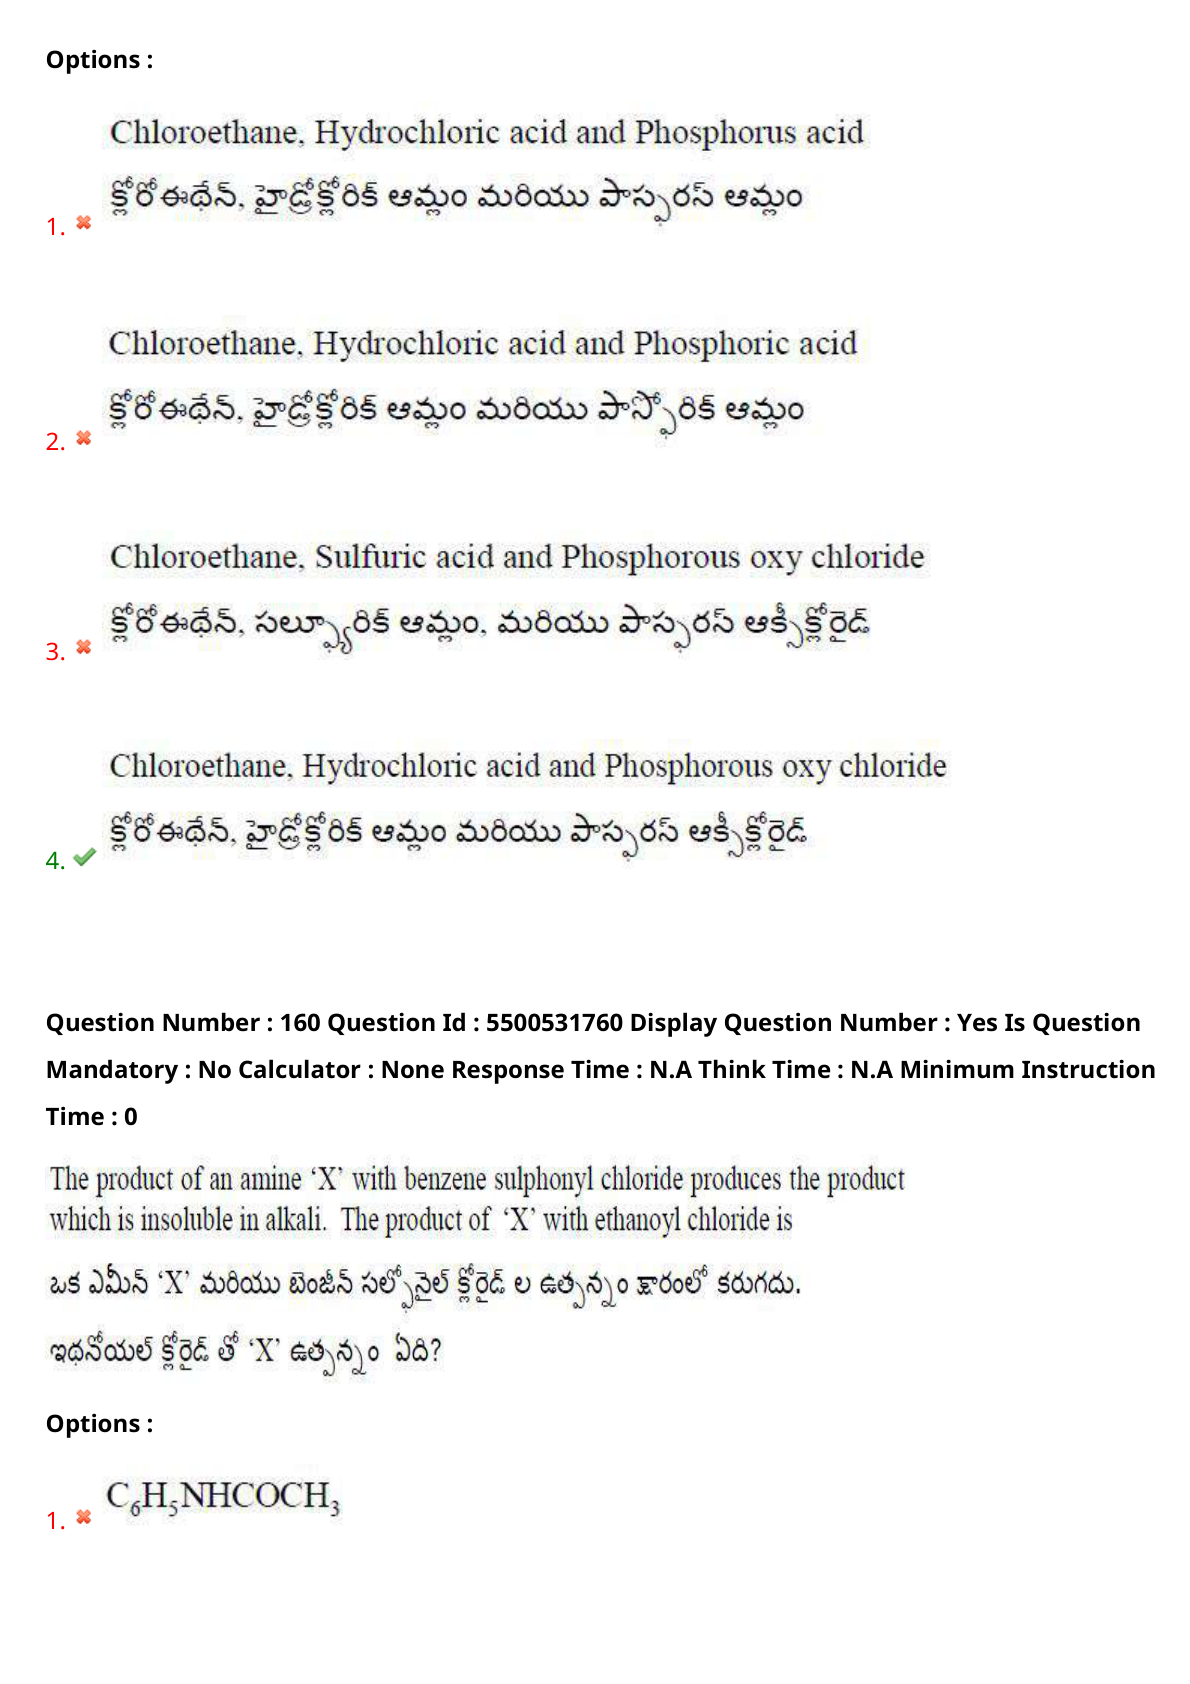 Options :
Chloroethane, Hydrochloric acid and Phosphorus acid
క్లోరోఈథేన్, హైడ్రోక్లోరిక్ ఆమ్లం మరియు పాస్ఫరస్ ఆమ్లం
1.
Chloroethane, Hydrochloric acid and Phosphoric acid
క్లోరోఈథేన్, హైడ్రోక్లోరిక్ ఆమ్లం మరియు పాస్ఫోరిక్ ఆమ్లం
2.
Chloroethane, Sulfuric acid and Phosphorous oxy chloride
క్లోరోఈథేన్, సల్ఫ్యూరిక్ ఆమ్లం, మరియు పాస్ఫరస్ ఆక్సీక్లోరైడ్
3.
Chloroethane, Hydrochloric acid and Phosphorous oxy chloride
క్లోరోఈథేన్, హైడ్రోక్లోరిక్ ఆమ్లం మరియు పాస్ఫరస్ ఆక్సీక్లోరైడ్
4.
Question Number : 160 Question Id : 5500531760 Display Question Number : Yes Is Question
Mandatory : No Calculator : None Response Time : N.A Think Time : N.A Minimum Instruction
Time : 0
The product of an amine ‘X’ with benzene sulphonyl chloride produces the product
which is insoluble in alkali. The product of ‘X’ with ethanoyl chloride is
ఒక ఎమీన్ ‘X’ మరియు బెంజీన్ సల్ఫోనైల్ క్లోరైడ్ ల ఉత్పన్నం క్షారంలో కరుగదు.
ఇథనోయల్ క్లోరైడ్ తో ‘X’ ఉత్పన్నం ఏది?
Options :
C₆H₅NHCOCH₃
1.